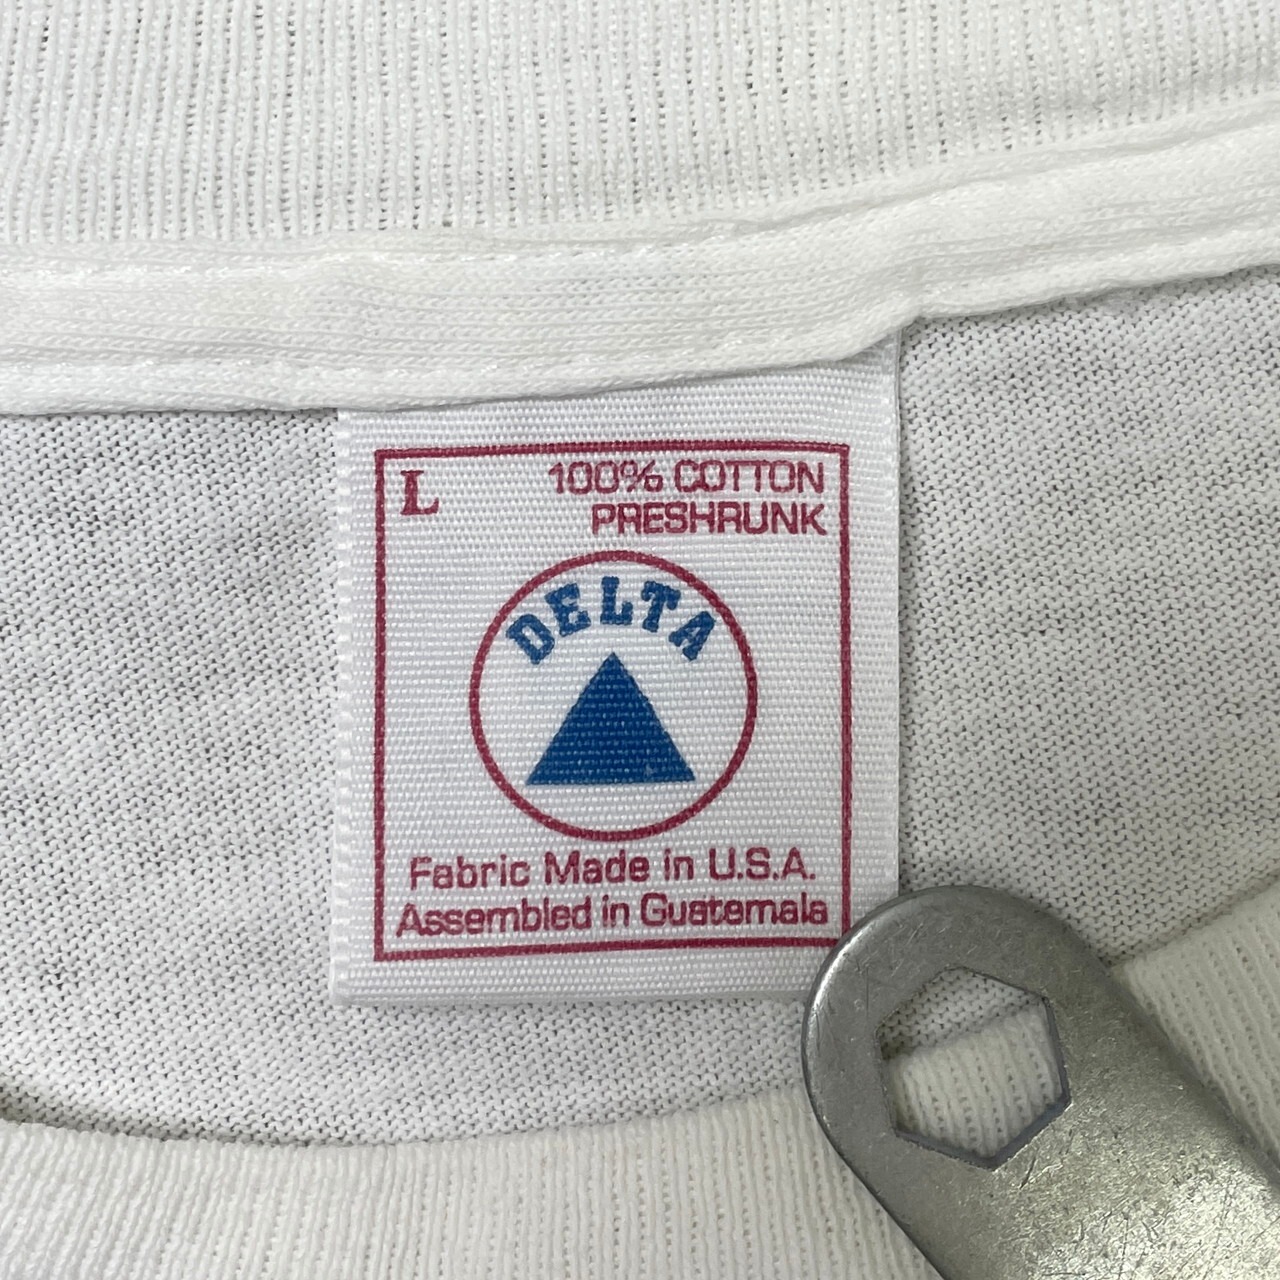 L
100% COTTON
PRESHRUNK
DELTA
Fabric Made in U.S.A.
Assembled in Guatemala